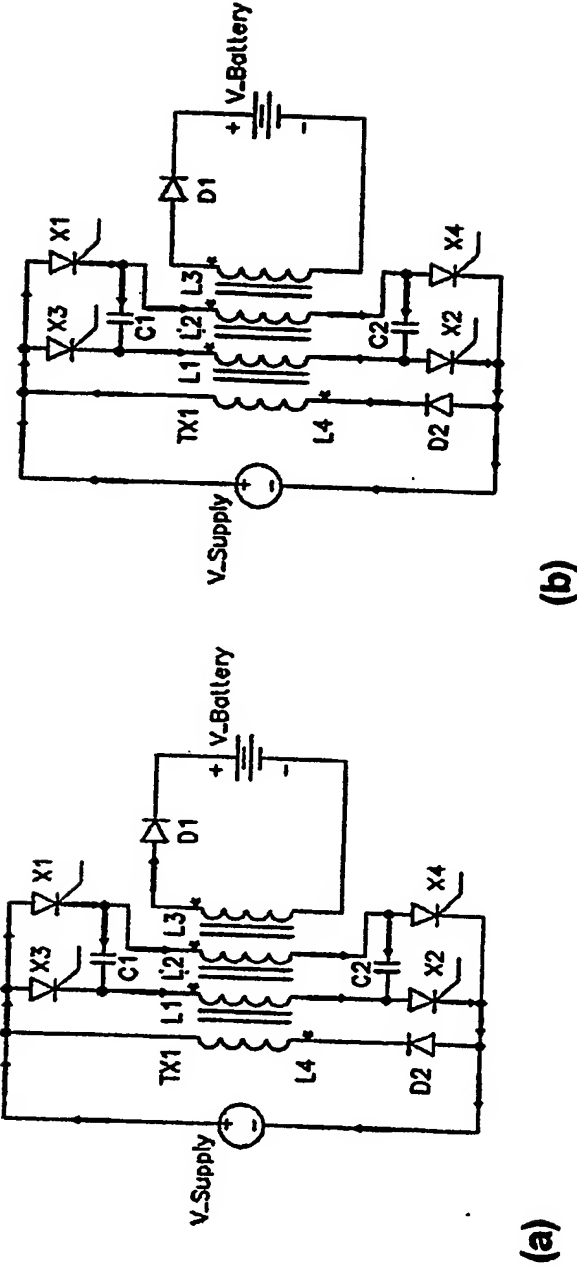 V_Battery
+
-
D1
X1
X3
C1
L3
L2
L1
TX1
L4
C2
X4
X2
D2
V_Supply
+
-
(b)
V_Battery
+
-
D1
X1
X3
C1
L3
L2
L1
TX1
L4
C2
X4
X2
D2
V_Supply
+
-
(a)